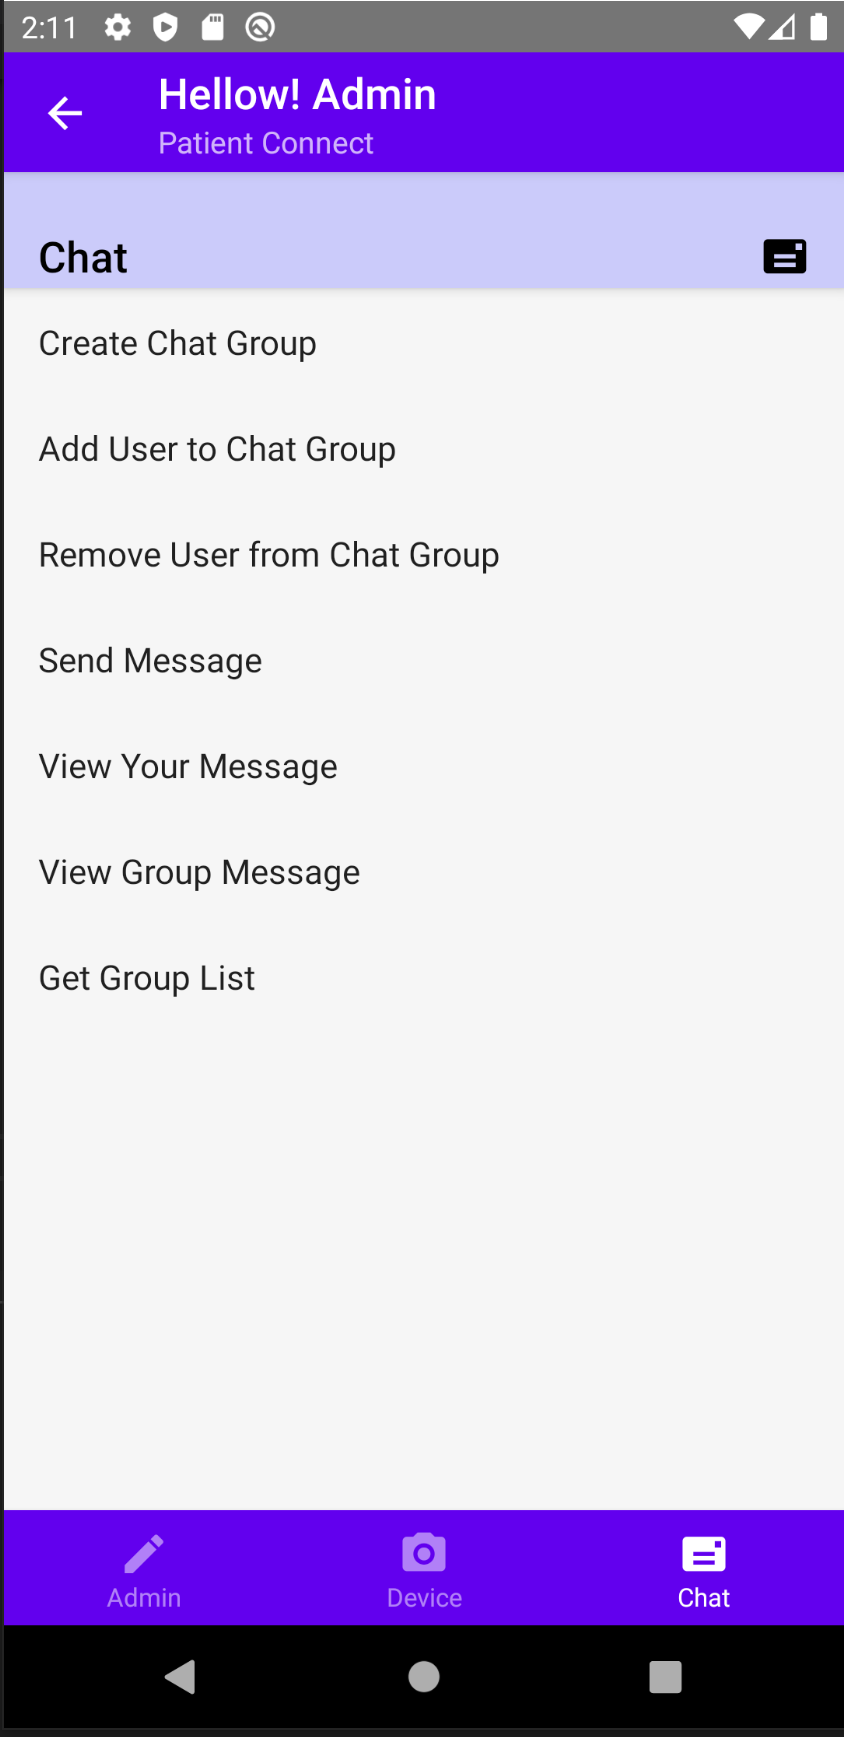 2:11
Hellow! Admin
Patient Connect
Chat
Create Chat Group
Add User to Chat Group
Remove User from Chat Group
Send Message
View Your Message
View Group Message
Get Group List
Admin
Device
Chat